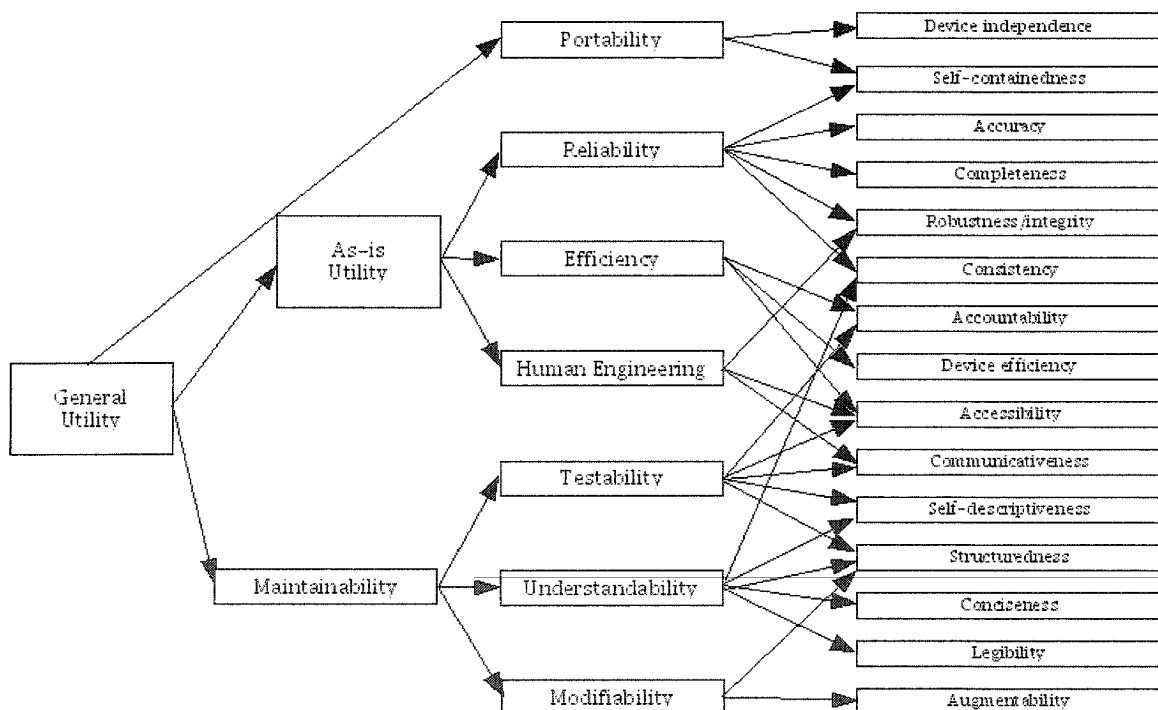 General
Utility
As-is
Utility
Maintainability
Portability
Reliability
Efficiency
Human Engineering
Testability
Understandability
Modifiability
Device independence
Self-containedness
Accuracy
Completeness
Robustness/integrity
Consistency
Accountability
Device efficiency
Accessibility
Communicativeness
Self-descriptiveness
Structuredness
Conciseness
Legibility
Augmentability